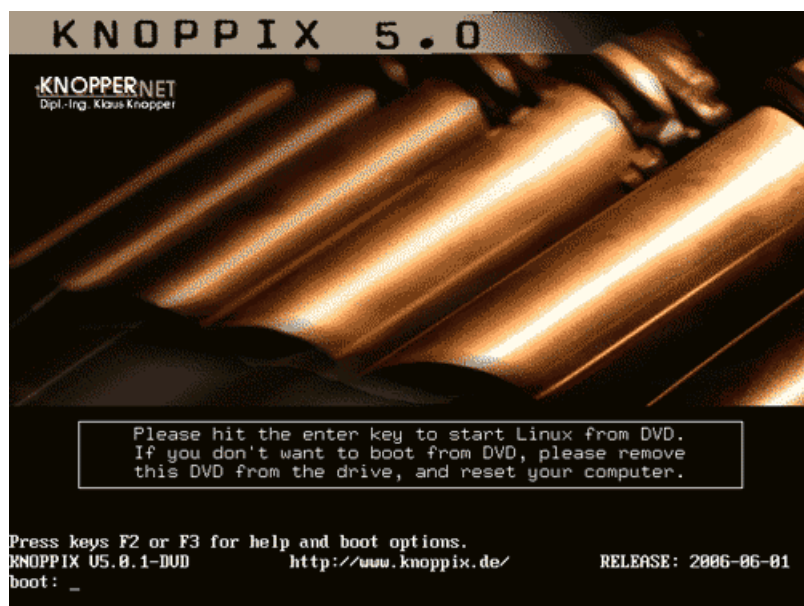 KNOPPIX 5.0
KNOPPERNET
Dipl.-Ing. Klaus Knopper
Please hit the enter key to start Linux from DVD.
If you don't want to boot from DVD, please remove
this DVD from the drive, and reset your computer.
Press keys F2 or F3 for help and boot options.
KNOPPIX V5.0.1-DVD http://www.knoppix.de/ RELEASE: 2006-06-01
boot: _